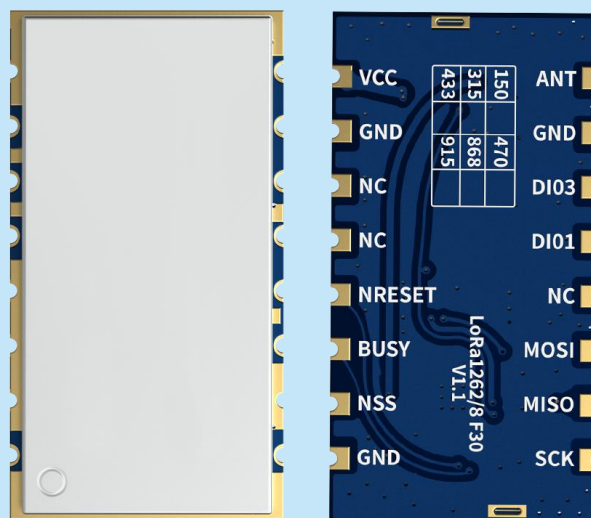 VCC
GND
NC
NC
NRESET
BUSY
NSS
GND
433
315
150
915
868
470
LoRa1262/8 F30
V1.1
ANT
GND
DI03
DI01
NC
MOSI
MISO
SCK